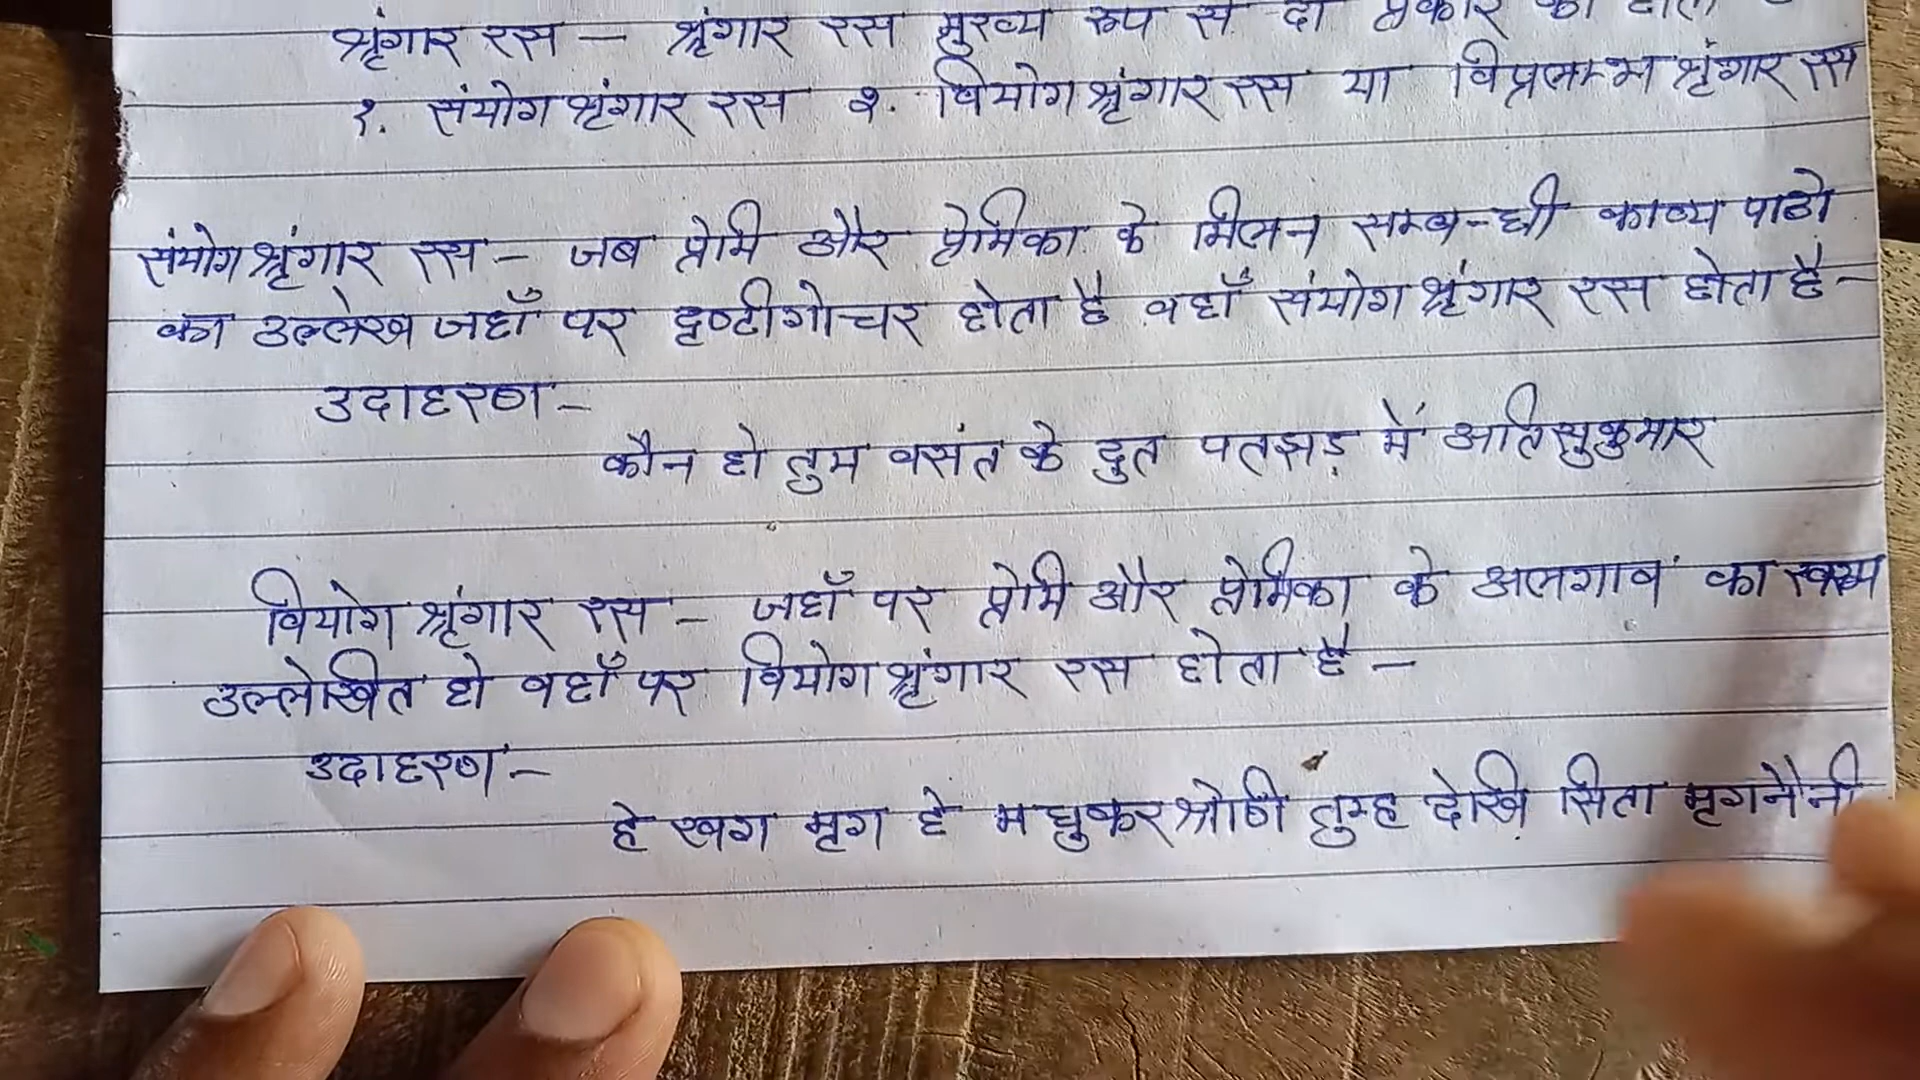 श्रृंगार रस – श्रृंगार रस मुख्य रूप से दो प्रकार का होता
१. संयोग श्रृंगार रस २. वियोग श्रृंगार रस या विप्रलम्भ श्रृंगार रस
संयोग श्रृंगार रस – जब प्रेमि और प्रेमिका के मिलन सम्बन्धी काव्य पाठो
का उल्लेख जहाँ पर दृष्टीगोचर होता है वहाँ संयोग श्रृंगार रस होता है –
उदाहरण –
कौन हो तुम वसंत के दुत पतझड़ में अतिसुकुमार
वियोग श्रृंगार रस – जहाँ पर प्रेमि और प्रेमिका के अलगाव का
उल्लेखित हो वहाँ पर वियोग श्रृंगार रस होता है –
उदाहरण –
हे खग मृग हे मधुकर श्रोणी तुम्ह देखि सिता मृगनैनी